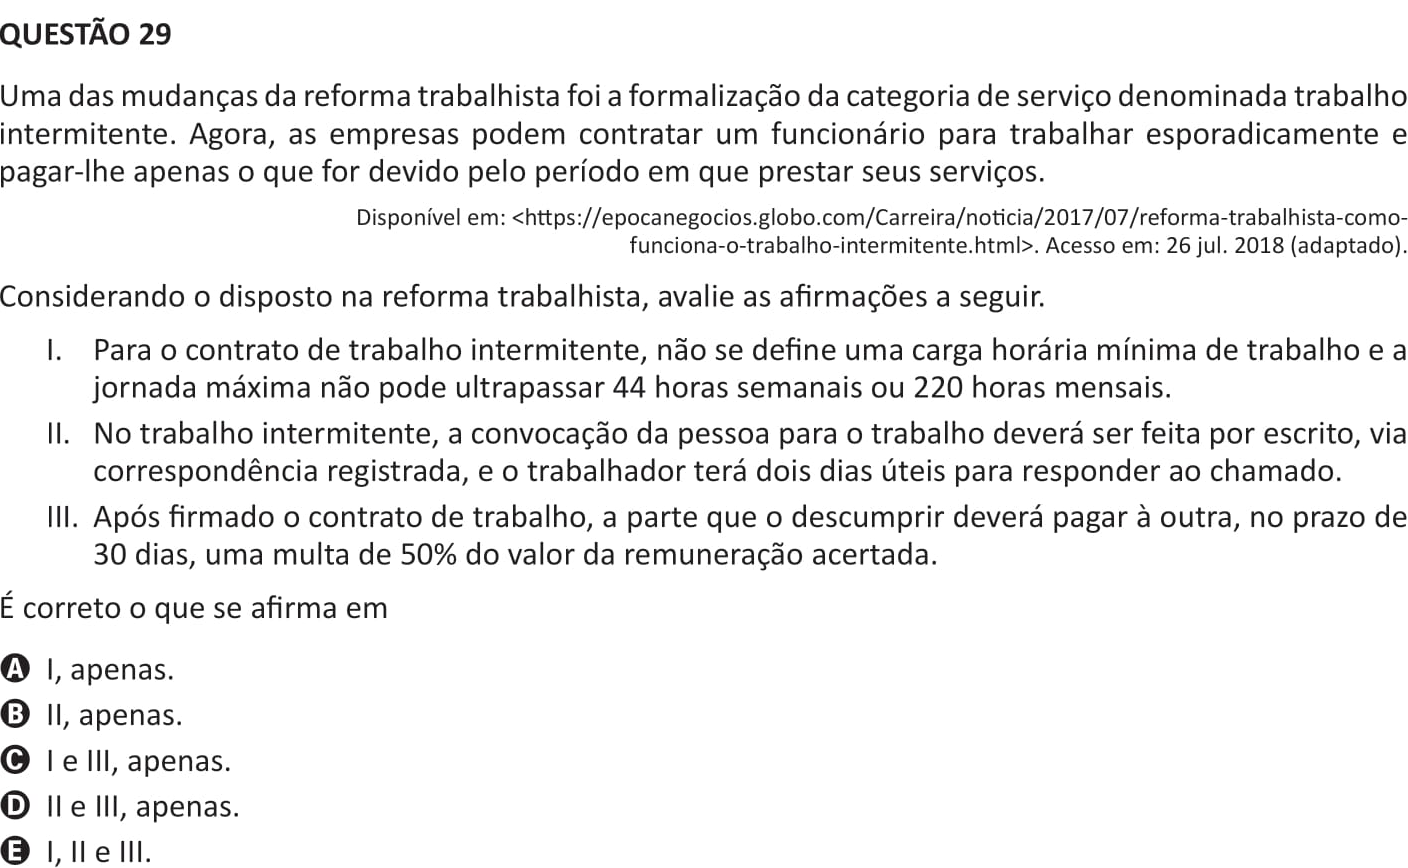 QUESTÃO 29
Uma das mudanças da reforma trabalhista foi a formalização da categoria de serviço denominada trabalho
intermitente. Agora, as empresas podem contratar um funcionário para trabalhar esporadicamente e
pagar-lhe apenas o que for devido pelo período em que prestar seus serviços.
Disponível em: <https://epocanegocios.globo.com/Carreira/noticia/2017/07/reforma-trabalhista-como-
funciona-o-trabalho-intermitente.html>. Acesso em: 26 jul. 2018 (adaptado).
Considerando o disposto na reforma trabalhista, avalie as afirmações a seguir.
I. Para o contrato de trabalho intermitente, não se define uma carga horária mínima de trabalho e a
jornada máxima não pode ultrapassar 44 horas semanais ou 220 horas mensais.
II. No trabalho intermitente, a convocação da pessoa para o trabalho deverá ser feita por escrito, via
correspondência registrada, e o trabalhador terá dois dias úteis para responder ao chamado.
III. Após firmado o contrato de trabalho, a parte que o descumprir deverá pagar à outra, no prazo de
30 dias, uma multa de 50% do valor da remuneração acertada.
É correto o que se afirma em
A I, apenas.
B II, apenas.
C I e III, apenas.
D II e III, apenas.
E I, II e III.